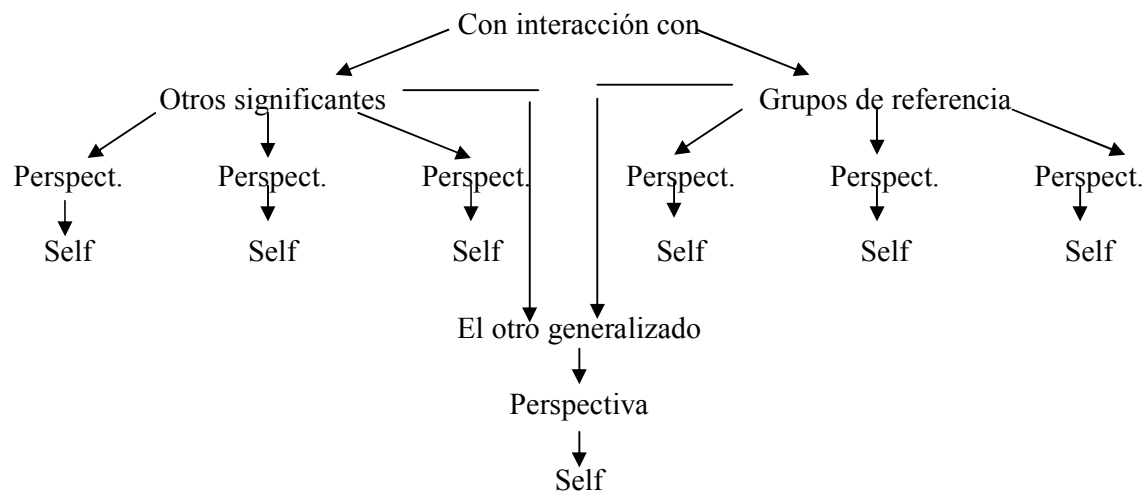 Con interacción con
Otros significantes Grupos de referencia
Perspect. Perspect. Perspect. Perspect. Perspect. Perspect.
Self Self Self Self Self Self
El otro generalizado
Perspectiva
Self